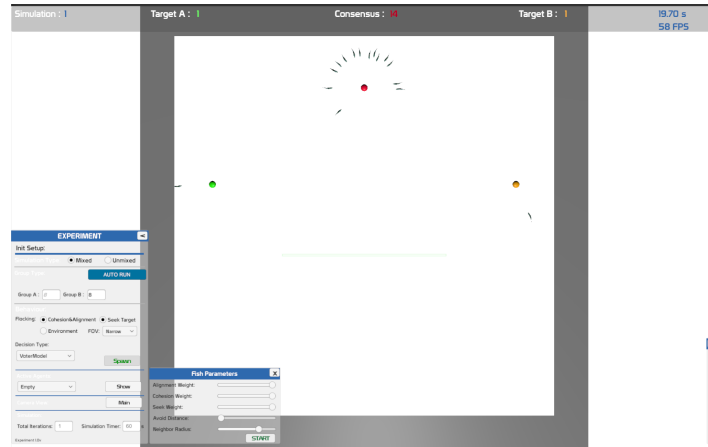 Simulation : 1 Target A : 1 Consensus : 14 Target B : 1 19.70 s
58 FPS
EXPERIMENT <
Init Setup:
Mixed Unmixed
AUTO RUN
Group A : Group B : 8
Flocking: Cohesion&Alignment Seek Target
Environment FOV: Narrow
Decision Type:
VoterModel
Spawn
Empty Show
Main
Total Iterations: 1 Simulation Timer: 60 s
Fish Parameters X
Alignment Weight:
Cohesion Weight:
Seek Weight:
Avoid Distance:
Neighbor Radius:
START